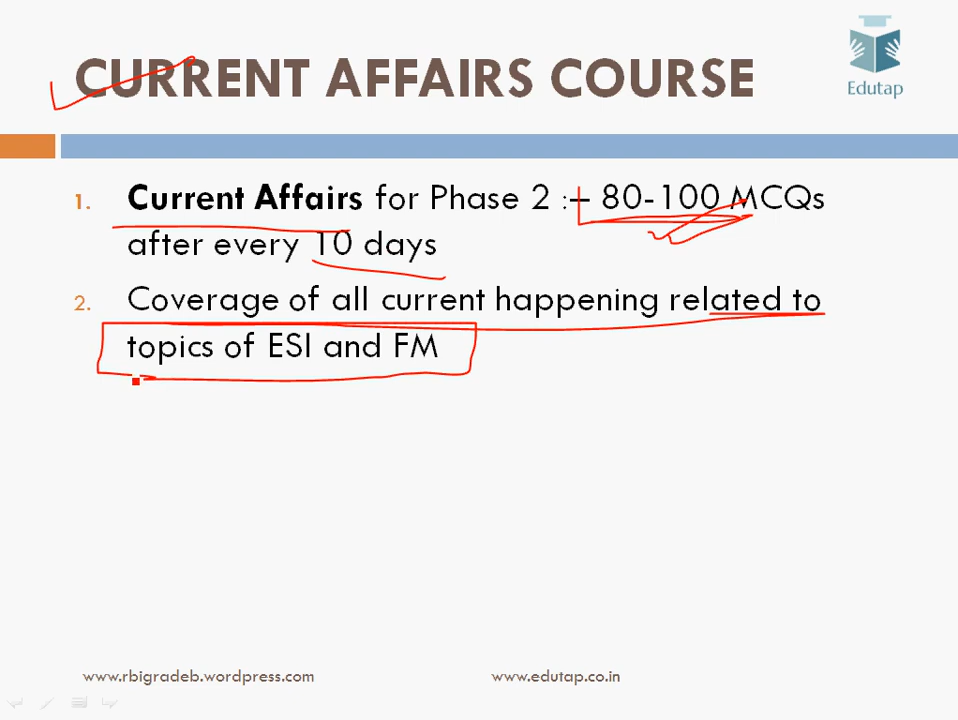 CURRENT AFFAIRS COURSE
Edutap
1. Current Affairs for Phase 2 :– 80-100 MCQs
after every 10 days
2. Coverage of all current happening related to
topics of ESI and FM
www.rbigradeb.wordpress.com www.edutap.co.in